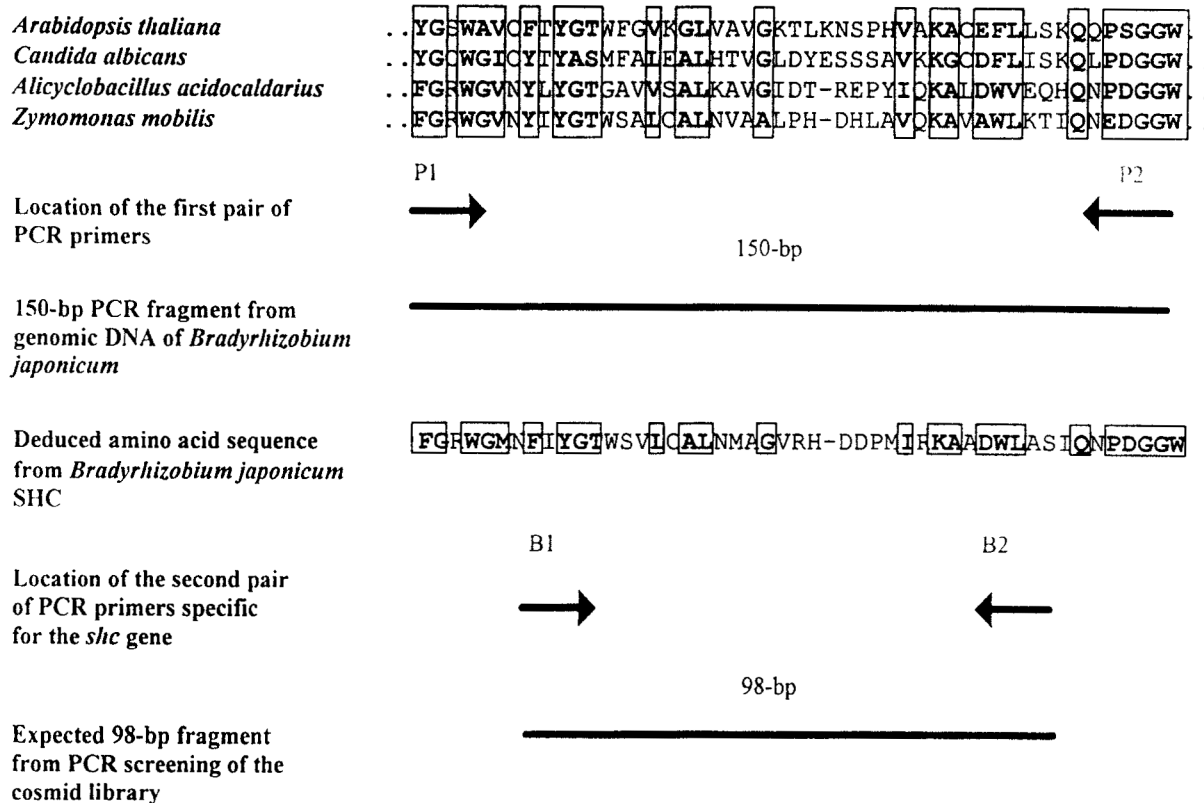 Arabidopsis thaliana ..YGSWAVCFTYGTWFGVKGLVAVGKTLKNSPHVAKACEFLLSKQQPSGGW.
Candida albicans ..YGCWGICYTYASMFALEALHTVGLDYESSSAVKKGCDFLISKQLPDGGW.
Alicyclobacillus acidocaldarius ..FGRWGVNYLYGTGAVVSALKAVGIDT-REPYIQKALDWVEQHQNPDGGW.
Zymomonas mobilis ..FGRWGVNYIYGTWSALCALNVAALPH-DHLAVQKAVAWLKTIQNEDGGW.
P1 P2
Location of the first pair of
PCR primers
150-bp
150-bp PCR fragment from
genomic DNA of Bradyrhizobium
japonicum
Deduced amino acid sequence FGRWGMNFIYGTWSVLCALNMAGVRH-DDPMIRKAADWLASIQNPDGGW
from Bradyrhizobium japonicum
SHC
B1 B2
Location of the second pair
of PCR primers specific
for the shc gene
98-bp
Expected 98-bp fragment
from PCR screening of the
cosmid library